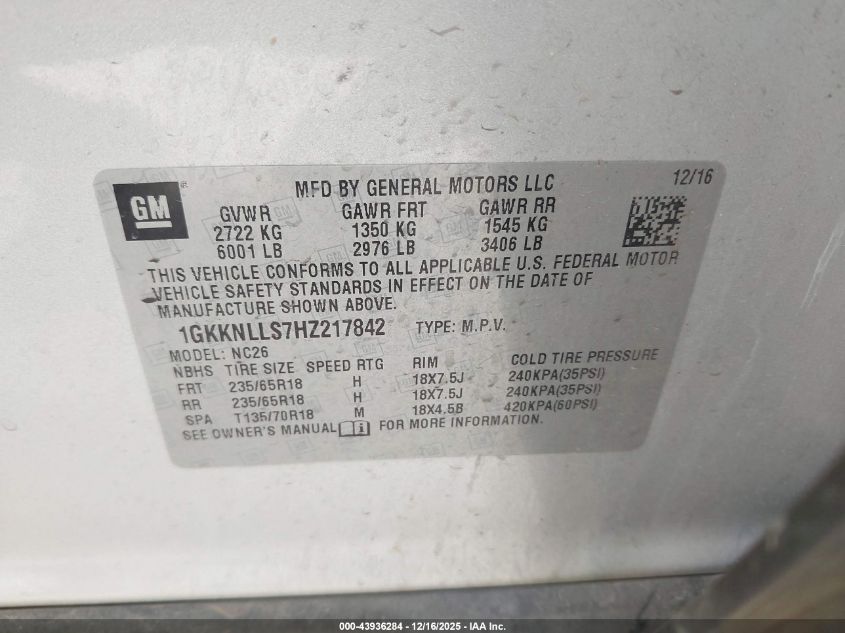 GM
MFD BY GENERAL MOTORS LLC 12/16
GVWR GAWR FRT GAWR RR
2722 KG 1350 KG 1545 KG
6001 LB 2976 LB 3406 LB
THIS VEHICLE CONFORMS TO ALL APPLICABLE U.S. FEDERAL MOTOR
VEHICLE SAFETY STANDARDS IN EFFECT ON THE DATE OF
MANUFACTURE SHOWN ABOVE.
1GKKNLLS7HZ217842 TYPE: M.P.V.
MODEL: NC26
NBHS TIRE SIZE SPEED RTG RIM COLD TIRE PRESSURE
FRT 235/65R18 H 18X7.5J 240KPA(35PSI)
RR 235/65R18 H 18X7.5J 240KPA(35PSI)
SPA T135/70R18 M 18X4.5B 420KPA(60PSI)
SEE OWNER'S MANUAL i FOR MORE INFORMATION.
000-43936284 - 12/16/2025 - IAA Inc.